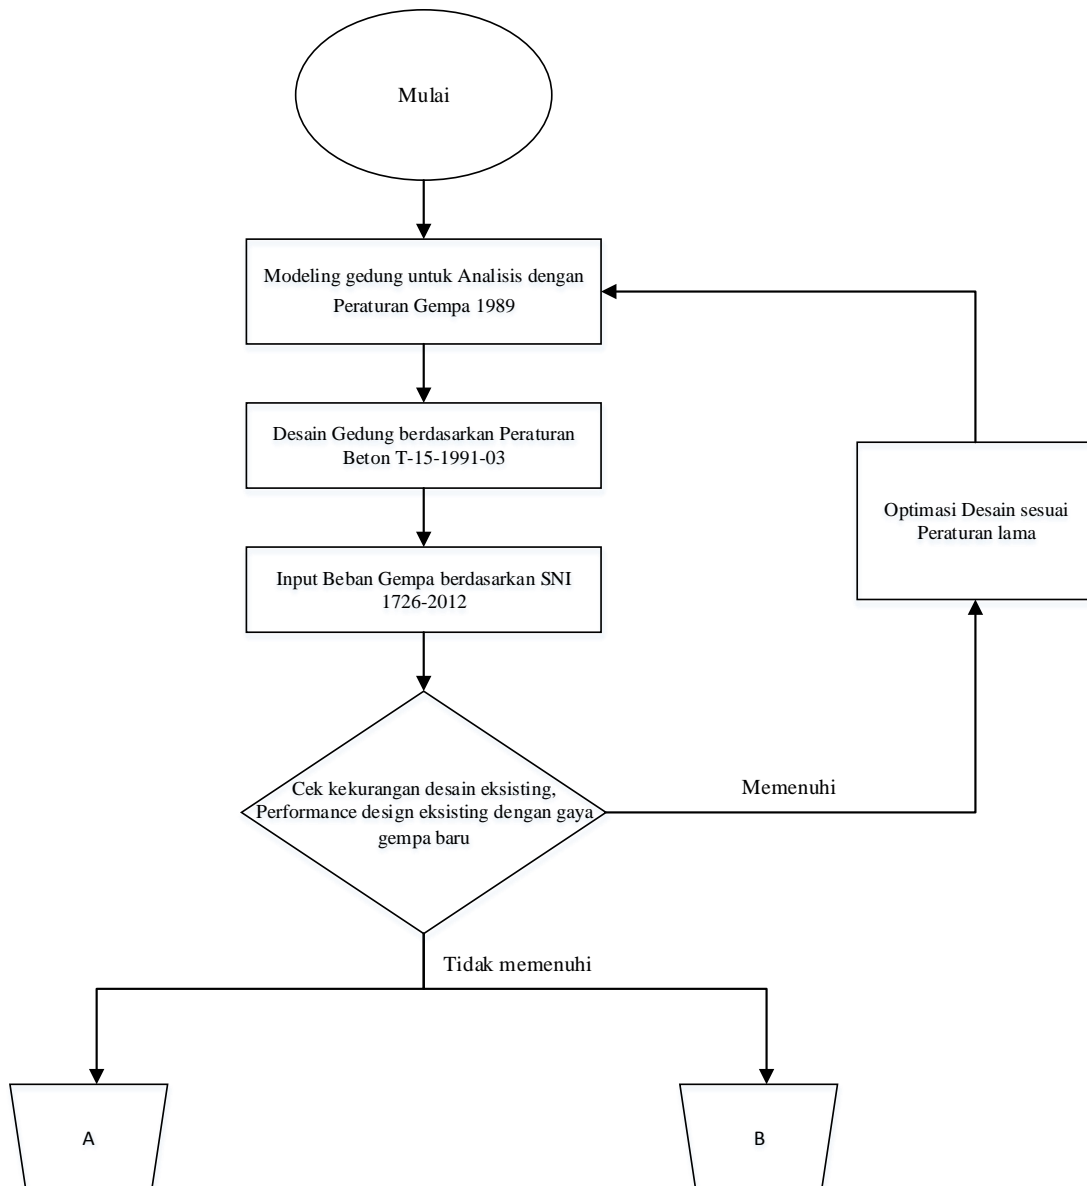 Mulai
Modeling gedung untuk Analisis dengan
Peraturan Gempa 1989
Desain Gedung berdasarkan Peraturan
Beton T-15-1991-03
Optimasi Desain sesuai
Peraturan lama
Input Beban Gempa berdasarkan SNI
1726-2012
Cek kekurangan desain eksisting,
Performance design eksisting dengan gaya
gempa baru
Memenuhi
Tidak memenuhi
A
B